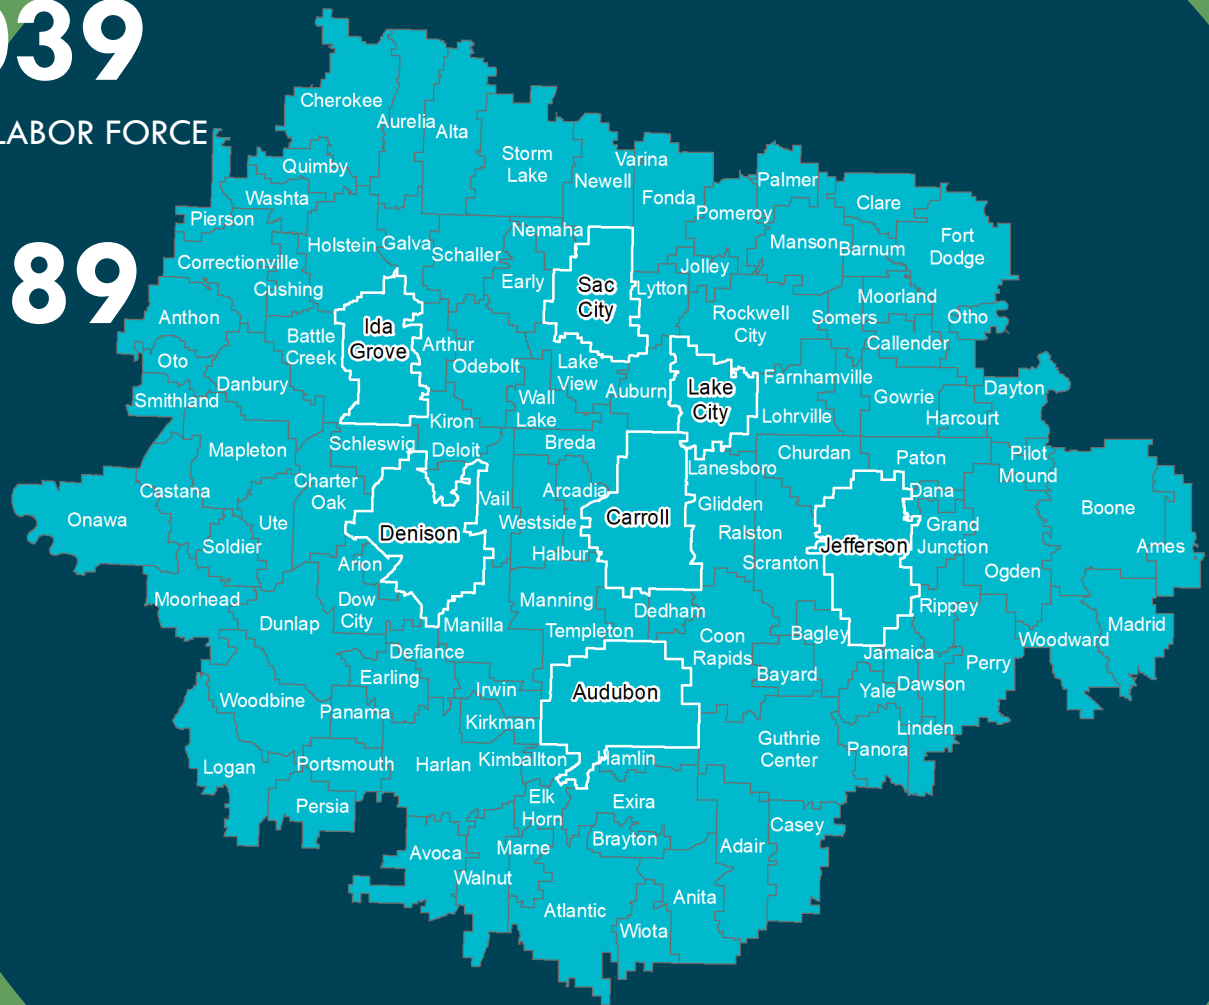 039
LABOR FORCE
89
Cherokee
Aurelia
Alta
Storm
Lake
Varina
Newell
Quimby
Washta
Pierson
Fonda
Palmer
Pomeroy
Clare
Fort
Dodge
Nemaha
Manson
Barnum
Holstein
Galva
Schaller
Correctionville
Cushing
Early
Sac
City
Lytton
Jolley
Moorland
Otho
Anthon
Ida
Grove
Rockwell
City
Somers
Battle
Creek
Arthur
Callender
Oto
Odebolt
Lake
View
Danbury
Smithland
Auburn
Lake
City
Farnhamville
Dayton
Wall
Lake
Gowrie
Harcourt
Lohrville
Kiron
Schleswig
Deloit
Breda
Mapleton
Churdan
Paton
Pilot
Mound
Lanesboro
Castana
Charter
Oak
Vail
Arcadia
Glidden
Dana
Boone
Onawa
Ute
Denison
Westside
Carroll
Ralston
Jefferson
Grand
Junction
Soldier
Halbur
Scranton
Ames
Arion
Ogden
Moorhead
Dow
City
Manning
Dedham
Rippey
Dunlap
Manilla
Templeton
Coon
Rapids
Bagley
Woodward
Madrid
Defiance
Jamaica
Perry
Earling
Irwin
Audubon
Bayard
Yale
Dawson
Woodbine
Panama
Kirkman
Linden
Guthrie
Center
Panora
Logan
Portsmouth
Harlan
Kimballton
Hamlin
Persia
Elk
Horn
Exira
Brayton
Casey
Avoca
Marne
Adair
Walnut
Anita
Atlantic
Wiota